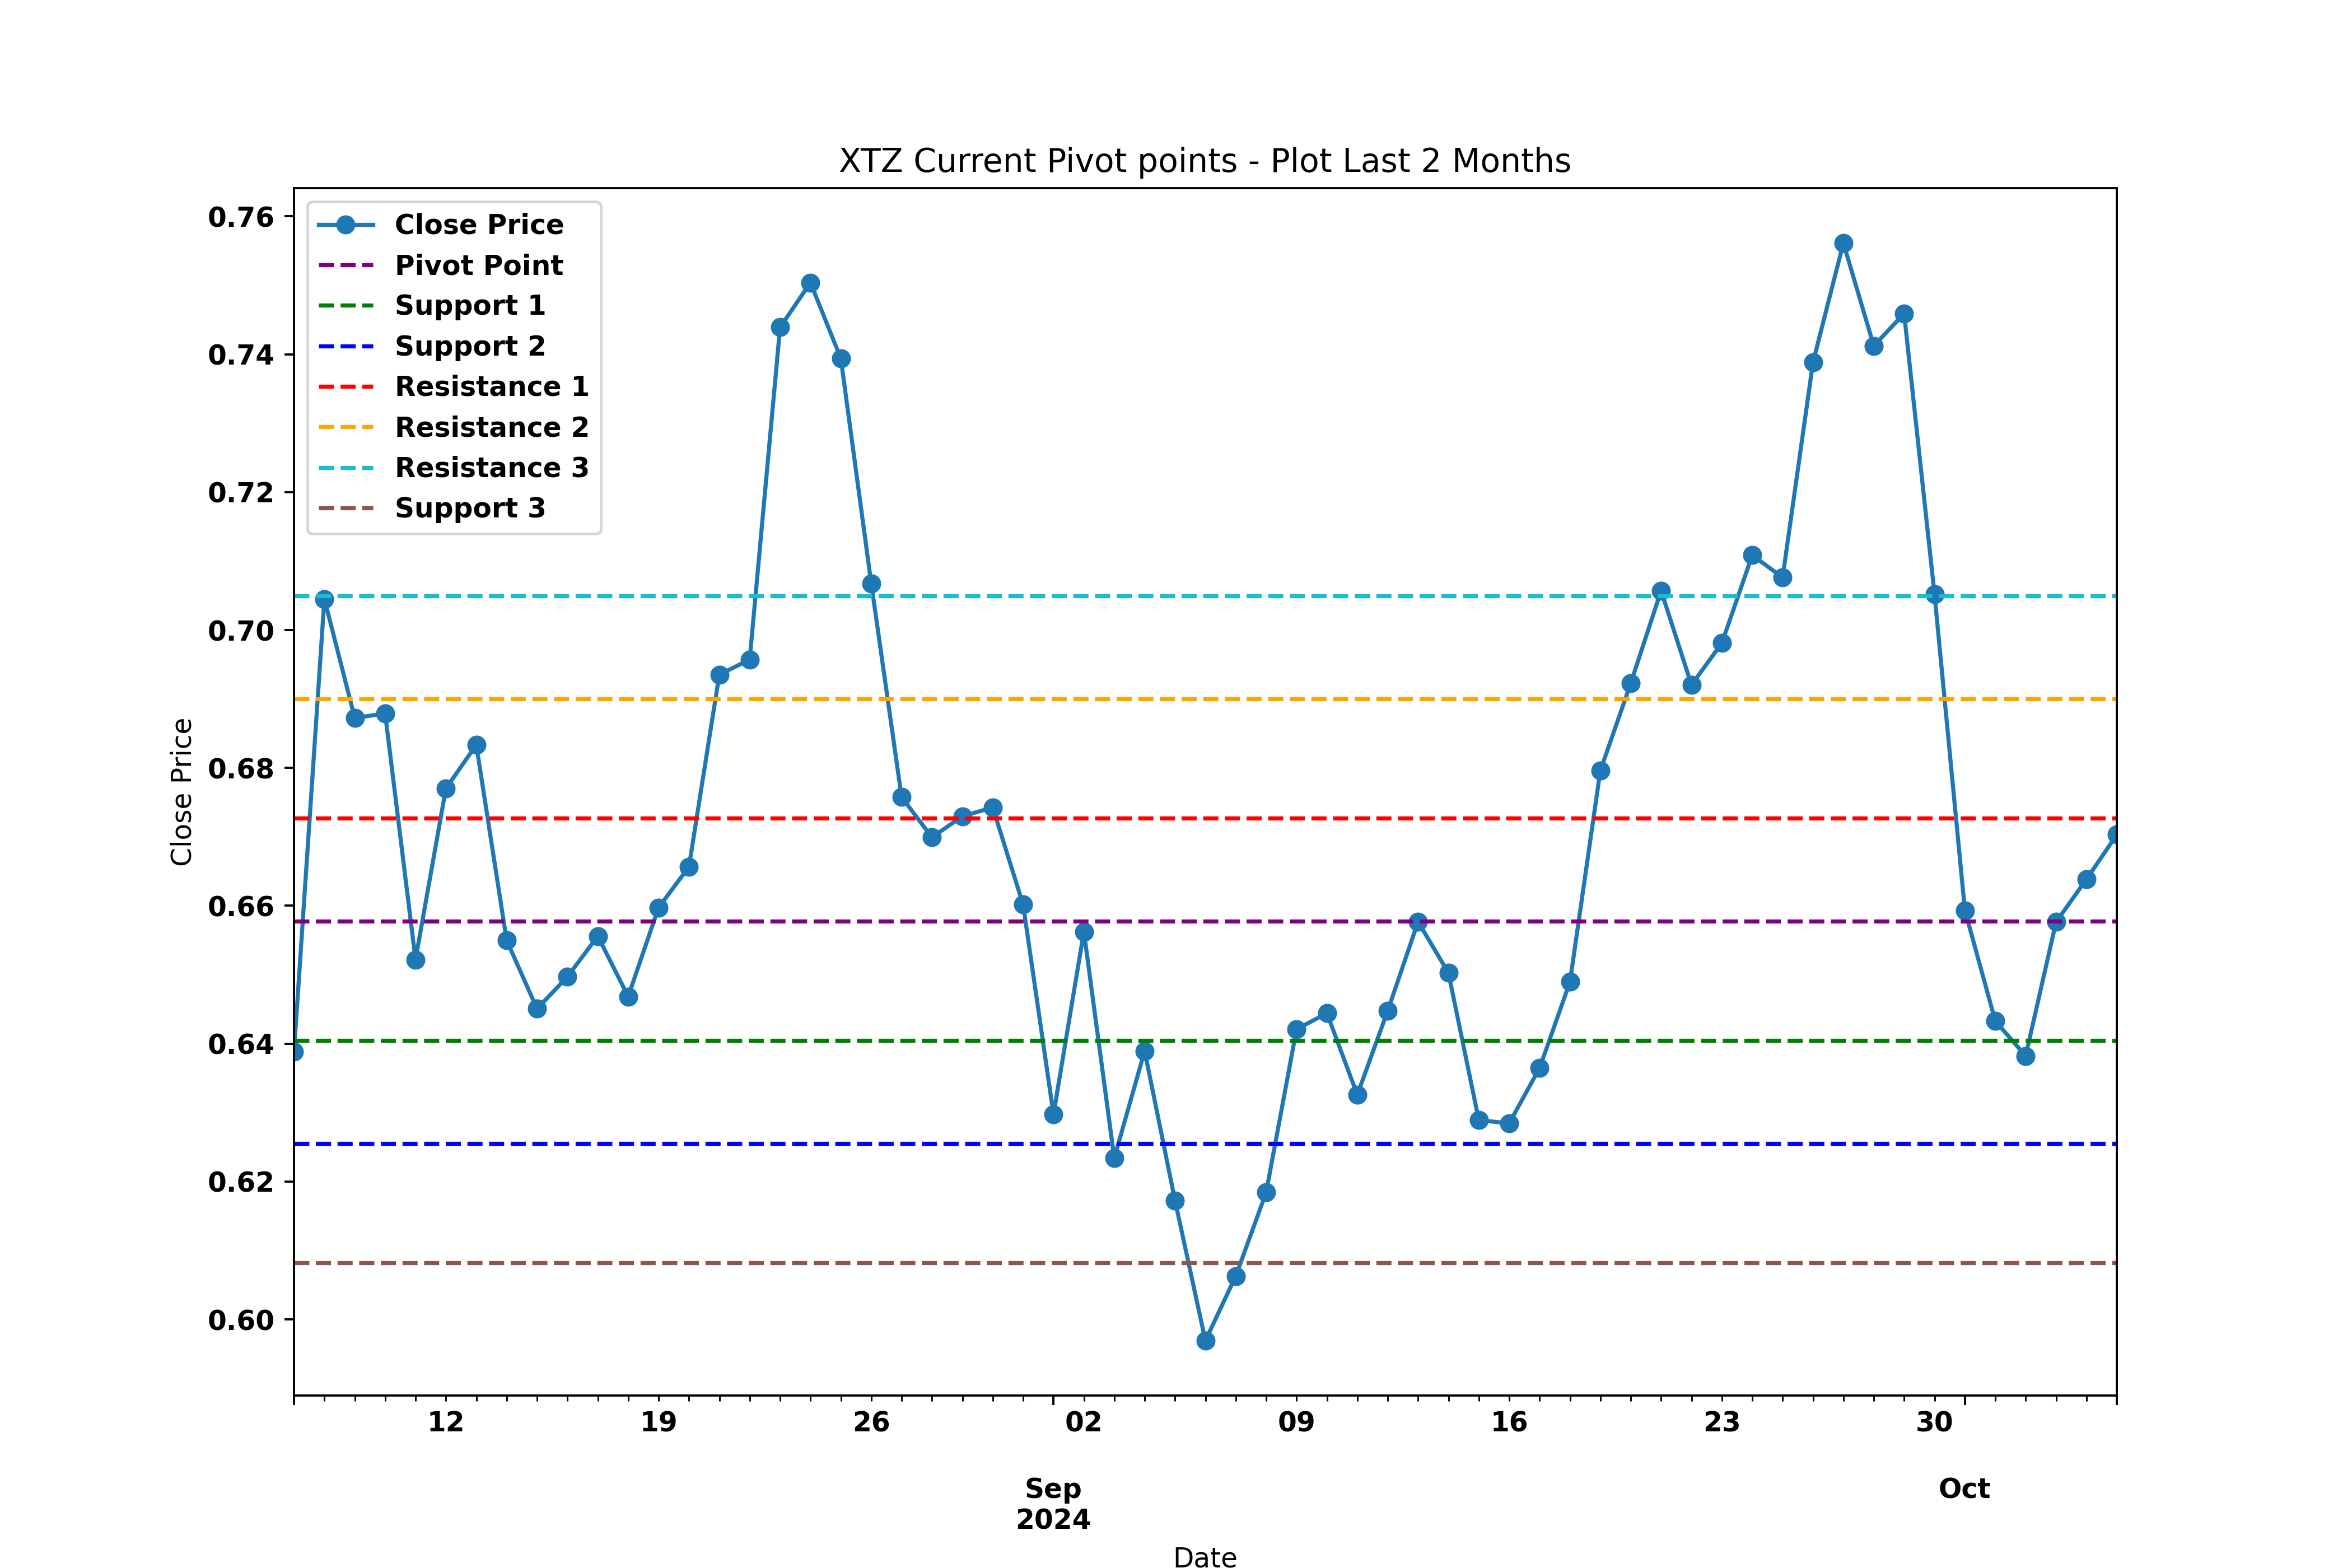 XTZ Current Pivot points - Plot Last 2 Months
Close Price
Pivot Point
Support 1
Support 2
Resistance 1
Resistance 2
Resistance 3
Support 3
0.76
0.74
0.72
0.70
0.68
0.66
0.64
0.62
0.60
Close Price
12 19 26 02 09 16 23 30
Sep Oct
2024
Date